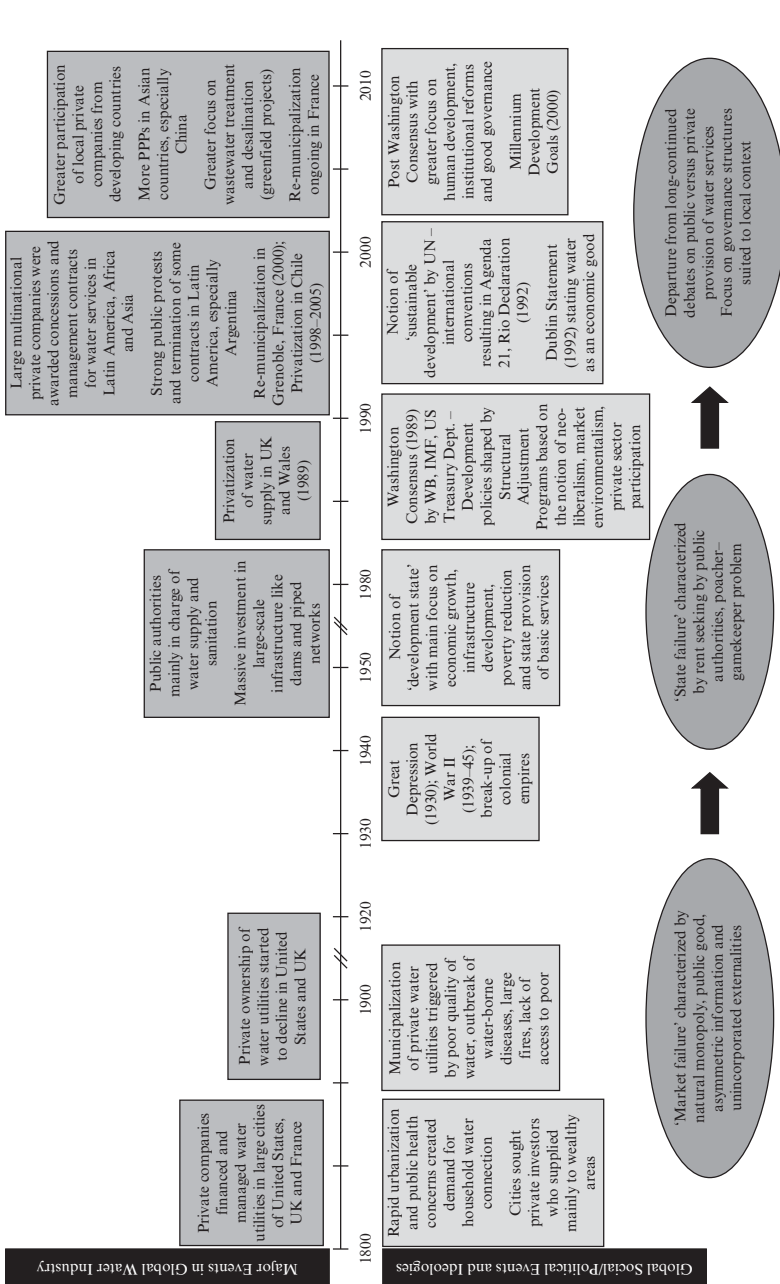 Major Events in Global Water Industry
Private companies
financed and
managed water
utilities in large cities
of United States,
UK and France
Private ownership of
water utilities started
to decline in United
States and UK
Public authorities
mainly in charge of
water supply and
sanitation
Massive investment in
large-scale
infrastructure like
dams and piped
networks
Privatization
of water
supply in UK
and Wales
(1989)
Large multinational
private companies were
awarded concessions and
management contracts
for water services in
Latin America, Africa
and Asia
Strong public protests
and termination of some
contracts in Latin
America, especially
Argentina
Re-municipalization in
Grenoble, France (2000);
Privatization in Chile
(1998–2005)
Greater participation
of local private
companies from
developing countries
More PPPs in Asian
countries, especially
China
Greater focus on
wastewater treatment
and desalination
(greenfield projects)
Re-municipalization
ongoing in France
1800
1900
1920
1930
1940
1950
1980
1990
2000
2010
Global Social/Political Events and Ideologies
Rapid urbanization
and public health
concerns created
demand for
household water
connection
Cities sought
private investors
who supplied
mainly to wealthy
areas
Municipalization
of private water
utilities triggered
by poor quality of
water, outbreak of
water-borne
diseases, large
fires, lack of
access to poor
Great
Depression
(1930); World
War II
(1939–45);
break-up of
colonial
empires
Notion of
‘development state’
with main focus on
economic growth,
infrastructure
development,
poverty reduction
and state provision
of basic services
Washington
Consensus (1989)
by WB, IMF, US
Treasury Dept. –
Development
policies shaped by
Structural
Adjustment
Programs based on
the notion of neo-
liberalism, market
environmentalism,
private sector
participation
Notion of
‘sustainable
development’ by UN –
international
conventions
resulting in Agenda
21, Rio Declaration
(1992)
Dublin Statement
(1992) stating water
as an economic good
Post Washington
Consensus with
greater focus on
human development,
institutional reforms
and good governance
Millennium
Development
Goals (2000)
‘Market failure’ characterized by
natural monopoly, public good,
asymmetric information and
unincorporated externalities
‘State failure’ characterized
by rent seeking by public
authorities, poacher–
gamekeeper problem
Departure from long-continued
debates on public versus private
provision of water services
Focus on governance structures
suited to local context